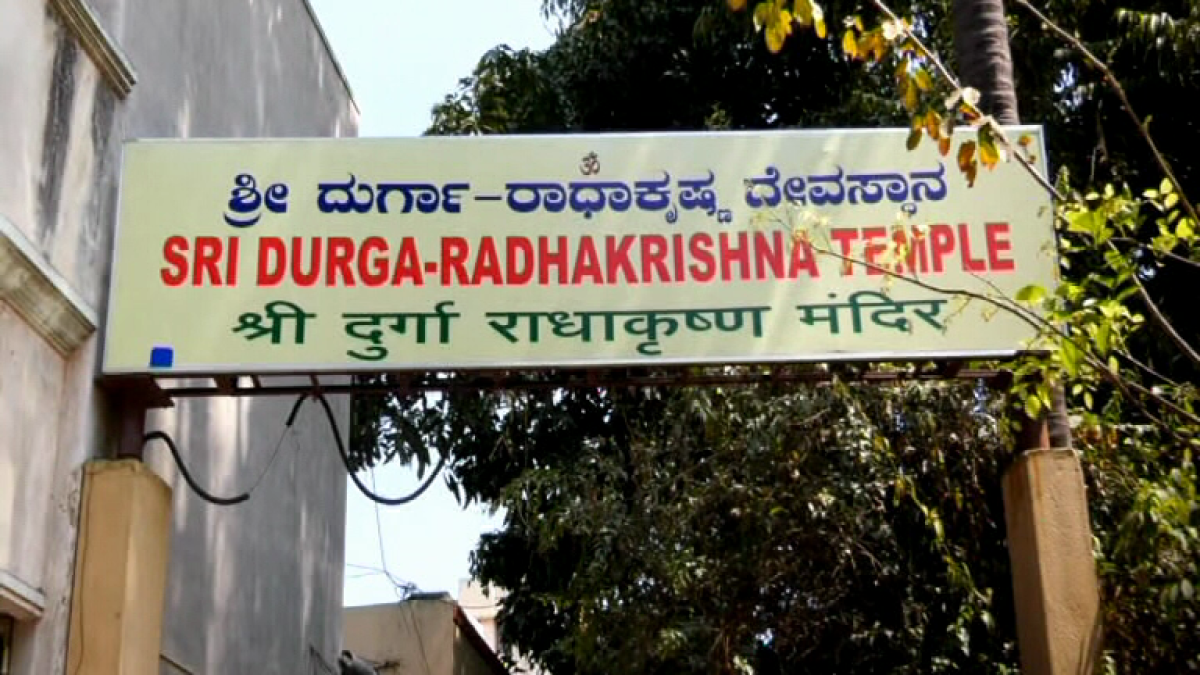 ॐ
ಶ್ರೀ ದುರ್ಗಾ-ರಾಧಾಕೃಷ್ಣ ದೇವಸ್ಥಾನ
SRI DURGA-RADHAKRISHNA TEMPLE
श्री दुर्गा राधाकृष्ण मंदिर